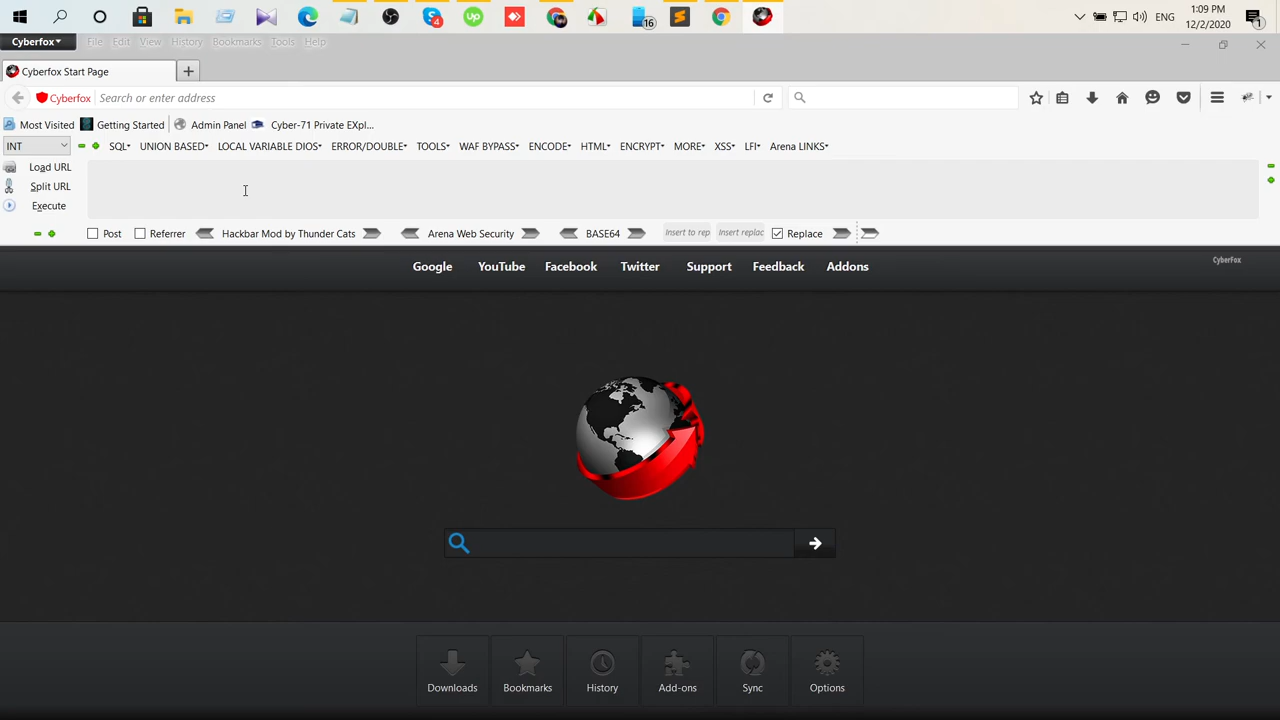 4
16
ENG
1:09 PM
12/2/2020
1
Cyberfox
File Edit View History Bookmarks Tools Help
Cyberfox Start Page
Cyberfox Search or enter address
Most Visited Getting Started Admin Panel Cyber-71 Private EXpl...
INT SQL UNION BASED LOCAL VARIABLE DIOS ERROR/DOUBLE TOOLS WAF BYPASS ENCODE HTML ENCRYPT MORE XSS LFI Arena LINKS
Load URL
Split URL
Execute
Post Referrer Hackbar Mod by Thunder Cats Arena Web Security BASE64 Insert to rep Insert replac Replace
Google YouTube Facebook Twitter Support Feedback Addons
CyberFox
Downloads Bookmarks History Add-ons Sync Options